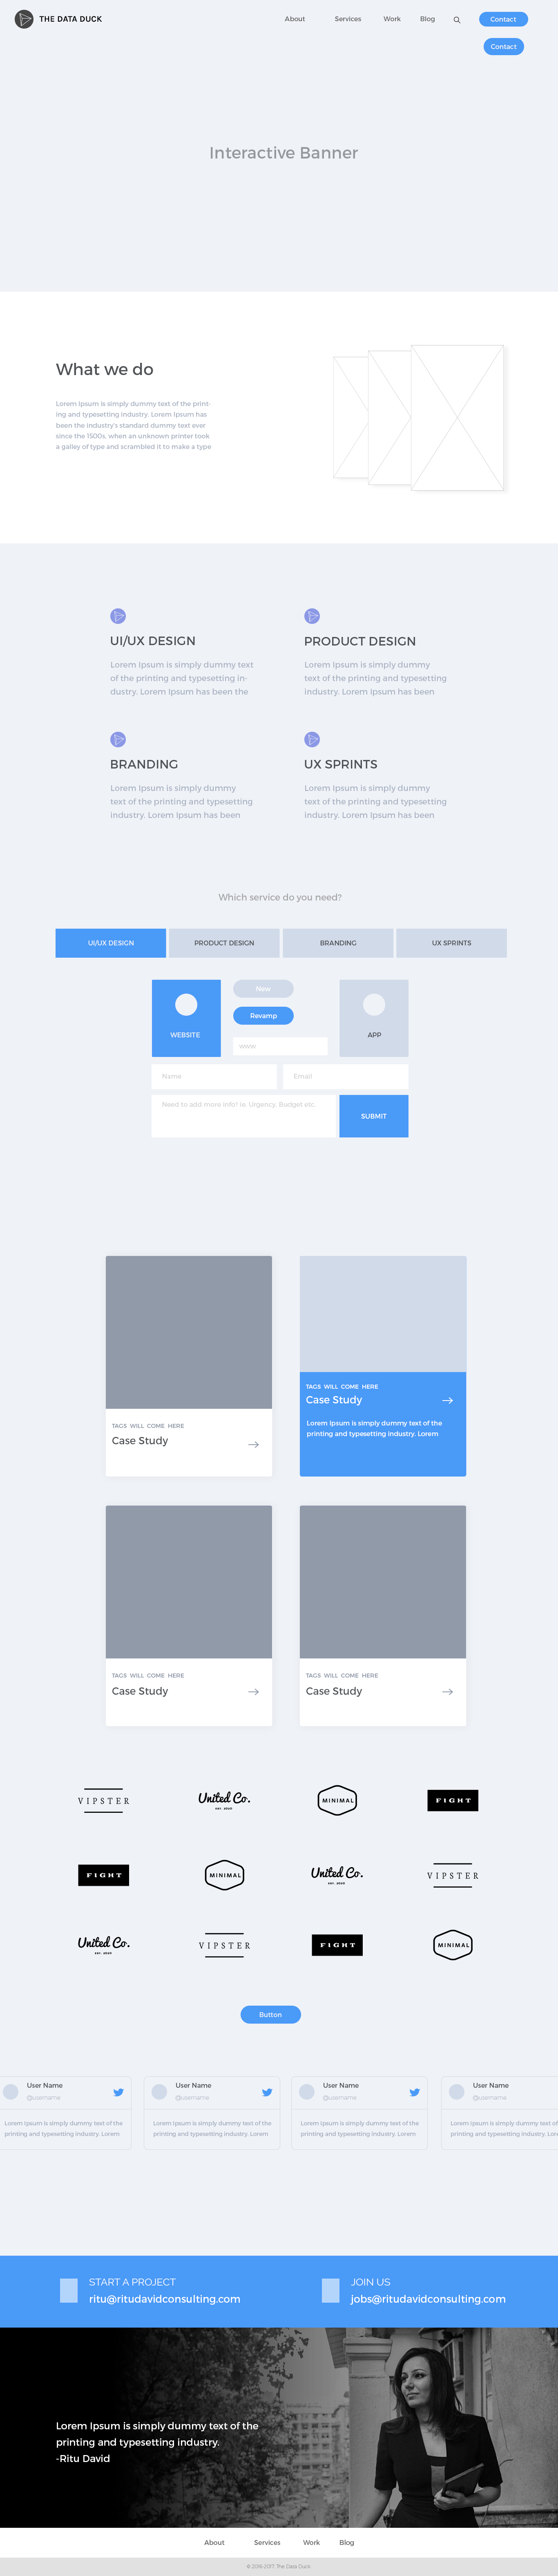 THE DATA DUCK
About Services Work Blog Contact
Contact
Interactive Banner
What we do
Lorem Ipsum is simply dummy text of the print-
ing and typesetting industry. Lorem Ipsum has
been the industry's standard dummy text ever
since the 1500s, when an unknown printer took
a galley of type and scrambled it to make a type
UI/UX DESIGN
Lorem Ipsum is simply dummy text
of the printing and typesetting in-
dustry. Lorem Ipsum has been the
PRODUCT DESIGN
Lorem Ipsum is simply dummy
text of the printing and typesetting
industry. Lorem Ipsum has been
BRANDING
Lorem Ipsum is simply dummy
text of the printing and typesetting
industry. Lorem Ipsum has been
UX SPRINTS
Lorem Ipsum is simply dummy
text of the printing and typesetting
industry. Lorem Ipsum has been
Which service do you need?
UI/UX DESIGN PRODUCT DESIGN BRANDING UX SPRINTS
WEBSITE
New
Revamp
www.
APP
Name
Email
Need to add more info? ie. Urgency, Budget etc.
SUBMIT
TAGS WILL COME HERE
Case Study
TAGS WILL COME HERE
Case Study
Lorem Ipsum is simply dummy text of the
printing and typesetting industry. Lorem
TAGS WILL COME HERE
Case Study
TAGS WILL COME HERE
Case Study
VIPSTER
United Co.
EST. 2020
MINIMAL
FIGHT
FIGHT
MINIMAL
United Co.
EST. 2020
VIPSTER
United Co.
EST. 2020
VIPSTER
FIGHT
MINIMAL
Button
User Name
@username
Lorem Ipsum is simply dummy text of the
printing and typesetting industry. Lorem
User Name
@username
Lorem Ipsum is simply dummy text of the
printing and typesetting industry. Lorem
User Name
@username
Lorem Ipsum is simply dummy text of the
printing and typesetting industry. Lorem
User Name
@username
Lorem Ipsum is simply dummy text of
printing and typesetting industry. Lor
START A PROJECT
ritu@ritudavidconsulting.com
JOIN US
jobs@ritudavidconsulting.com
Lorem Ipsum is simply dummy text of the
printing and typesetting industry.
-Ritu David
About Services Work Blog
© 2016-2017 The Data Duck